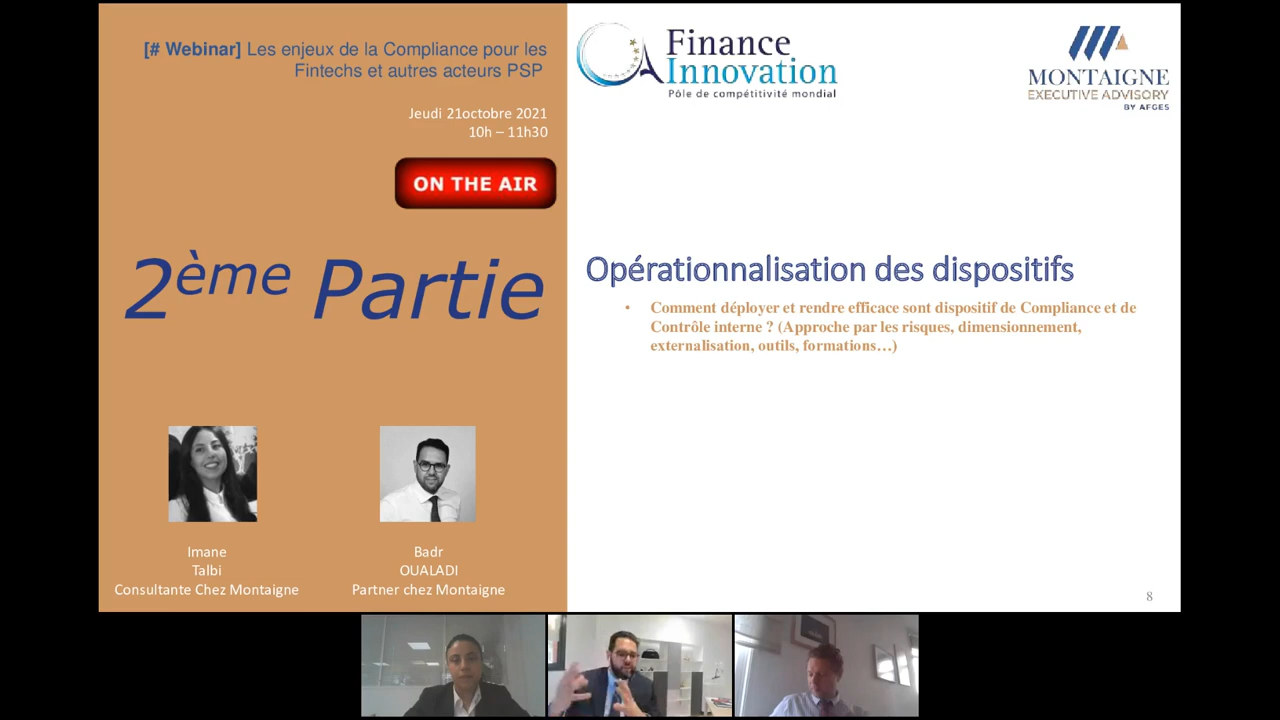 [# Webinar] Les enjeux de la Compliance pour les
Fintechs et autres acteurs PSP
Jeudi 21octobre 2021
10h – 11h30
ON THE AIR
2ème Partie
Imane
Talbi
Consultante Chez Montaigne
Badr
OUALADI
Partner chez Montaigne
Finance
Innovation
Pôle de compétitivité mondial
MONTAIGNE
EXECUTIVE ADVISORY
BY AFGES
Opérationnalisation des dispositifs
• Comment déployer et rendre efficace sont dispositif de Compliance et de
Contrôle interne ? (Approche par les risques, dimensionnement,
externalisation, outils, formations…)
8